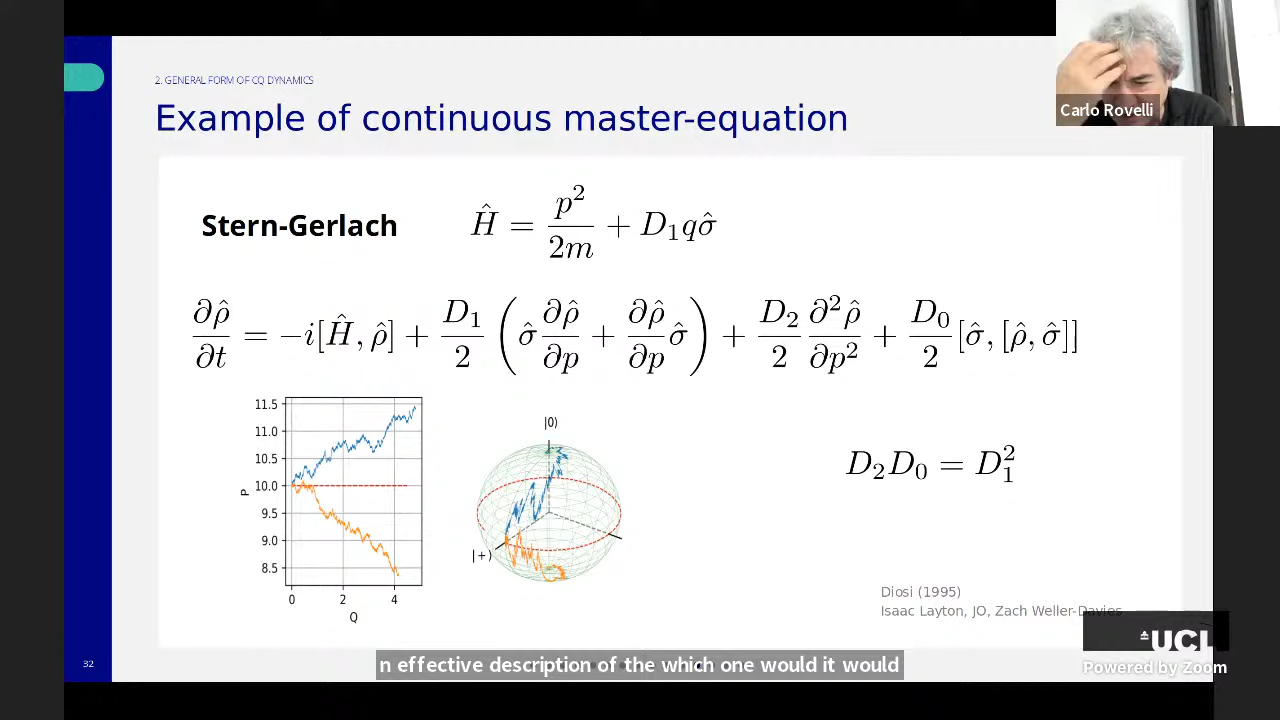 2. GENERAL FORM OF CQ DYNAMICS
Example of continuous master-equation
Carlo Rovelli
Stern-Gerlach Ĥ = p²/2m + D₁qσ̂
∂ρ̂/∂t = −i[Ĥ, ρ̂] + D₁/2 (σ̂ ∂ρ̂/∂p + ∂ρ̂/∂p σ̂) + D₂/2 ∂²ρ̂/∂p² + D₀/2 [σ̂, [ρ̂, σ̂]]
11.5
11.0
10.5
10.0
9.5
9.0
8.5
P
0 2 4
Q
|0⟩
|+⟩
D₂D₀ = D₁²
Diosi (1995)
Isaac Layton, JO, Zach Weller-Davies
UCL
32
n effective description of the which one would it would
Powered by Zoom